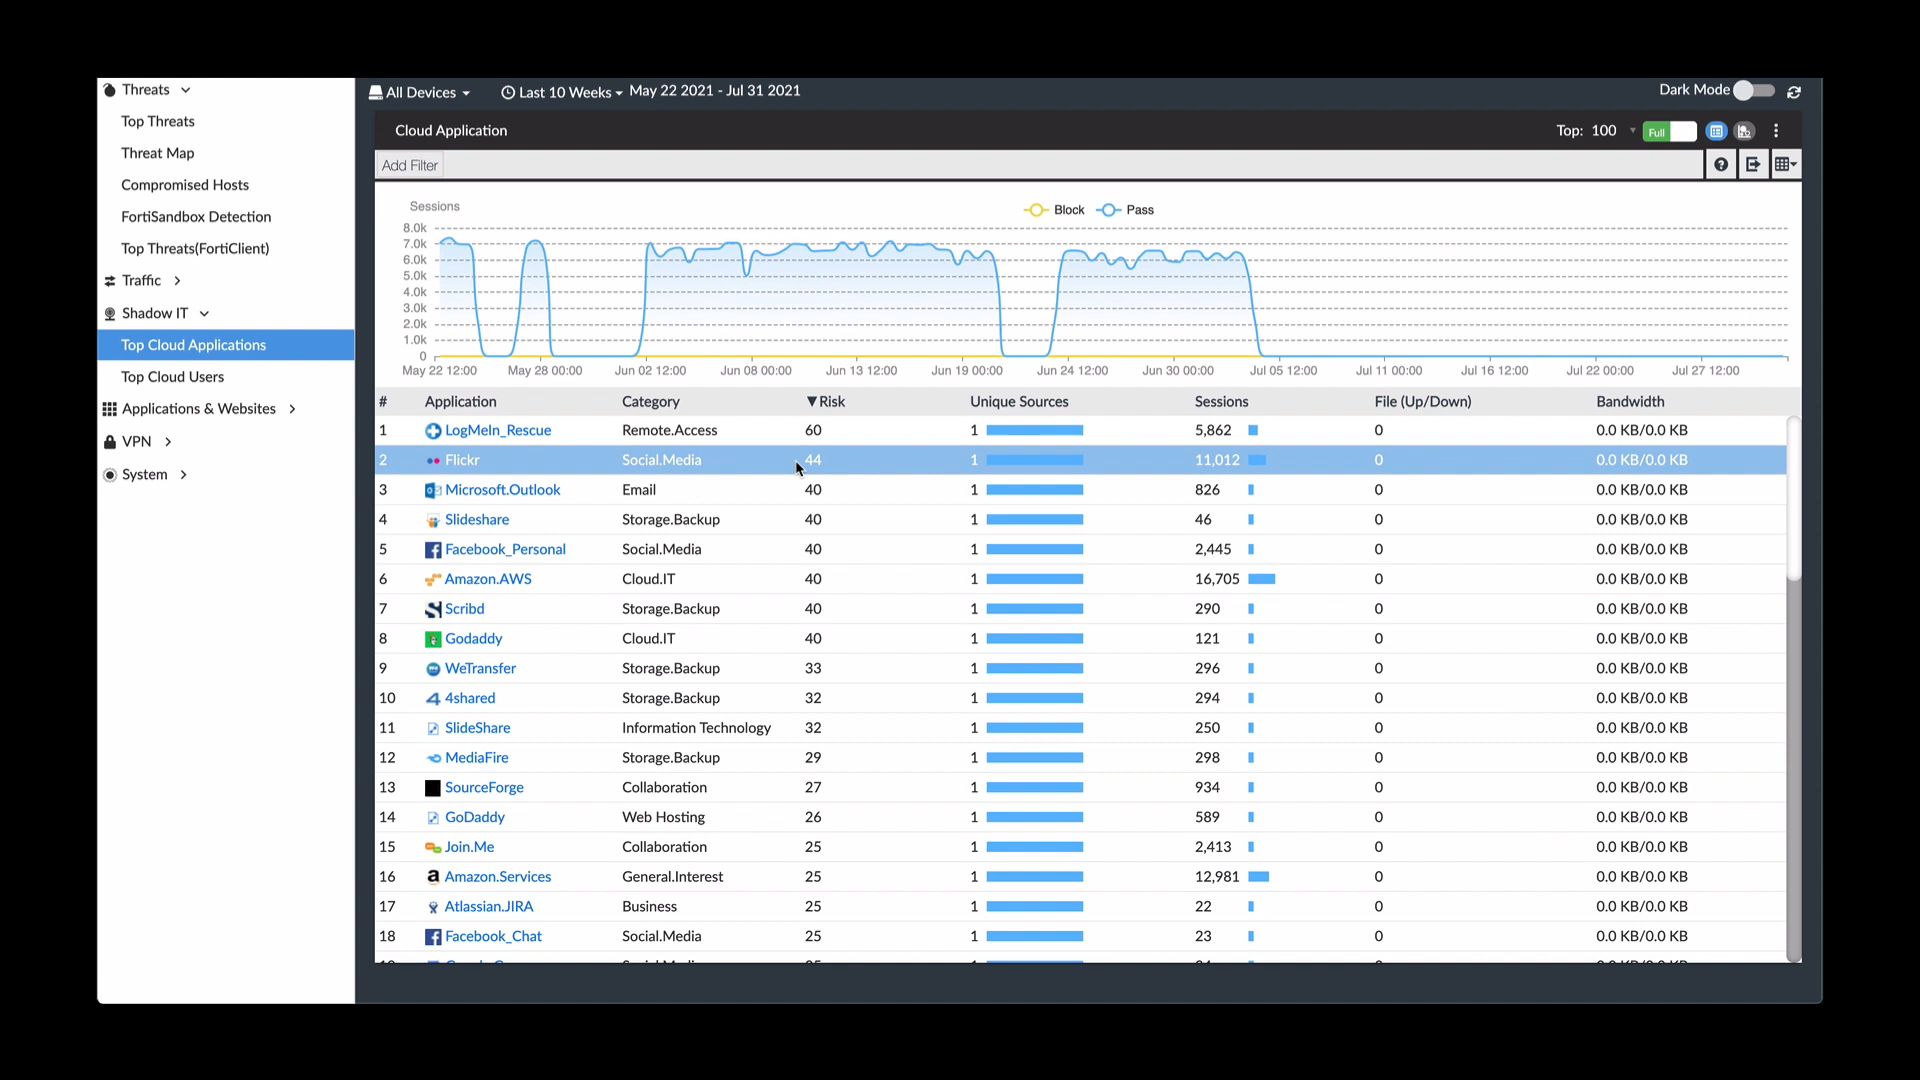 Threats
Top Threats
Threat Map
Compromised Hosts
FortiSandbox Detection
Top Threats(FortiClient)
Traffic
Shadow IT
Top Cloud Applications
Top Cloud Users
Applications & Websites
VPN
System
All Devices Last 10 Weeks May 22 2021 - Jul 31 2021 Dark Mode
Cloud Application Top: 100 Full
Add Filter
Sessions
Block Pass
8.0k
7.0k
6.0k
5.0k
4.0k
3.0k
2.0k
1.0k
0
May 22 12:00 May 28 00:00 Jun 02 12:00 Jun 08 00:00 Jun 13 12:00 Jun 19 00:00 Jun 24 12:00 Jun 30 00:00 Jul 05 12:00 Jul 11 00:00 Jul 16 12:00 Jul 22 00:00 Jul 27 12:00
# Application Category ▼Risk Unique Sources Sessions File (Up/Down) Bandwidth
1 LogMeIn_Rescue Remote.Access 60 1 5,862 0 0.0 KB/0.0 KB
2 Flickr Social.Media 44 1 11,012 0 0.0 KB/0.0 KB
3 Microsoft.Outlook Email 40 1 826 0 0.0 KB/0.0 KB
4 Slideshare Storage.Backup 40 1 46 0 0.0 KB/0.0 KB
5 Facebook_Personal Social.Media 40 1 2,445 0 0.0 KB/0.0 KB
6 Amazon.AWS Cloud.IT 40 1 16,705 0 0.0 KB/0.0 KB
7 Scribd Storage.Backup 40 1 290 0 0.0 KB/0.0 KB
8 Godaddy Cloud.IT 40 1 121 0 0.0 KB/0.0 KB
9 WeTransfer Storage.Backup 33 1 296 0 0.0 KB/0.0 KB
10 4shared Storage.Backup 32 1 294 0 0.0 KB/0.0 KB
11 SlideShare Information Technology 32 1 250 0 0.0 KB/0.0 KB
12 MediaFire Storage.Backup 29 1 298 0 0.0 KB/0.0 KB
13 SourceForge Collaboration 27 1 934 0 0.0 KB/0.0 KB
14 GoDaddy Web Hosting 26 1 589 0 0.0 KB/0.0 KB
15 Join.Me Collaboration 25 1 2,413 0 0.0 KB/0.0 KB
16 Amazon.Services General.Interest 25 1 12,981 0 0.0 KB/0.0 KB
17 Atlassian.JIRA Business 25 1 22 0 0.0 KB/0.0 KB
18 Facebook_Chat Social.Media 25 1 23 0 0.0 KB/0.0 KB